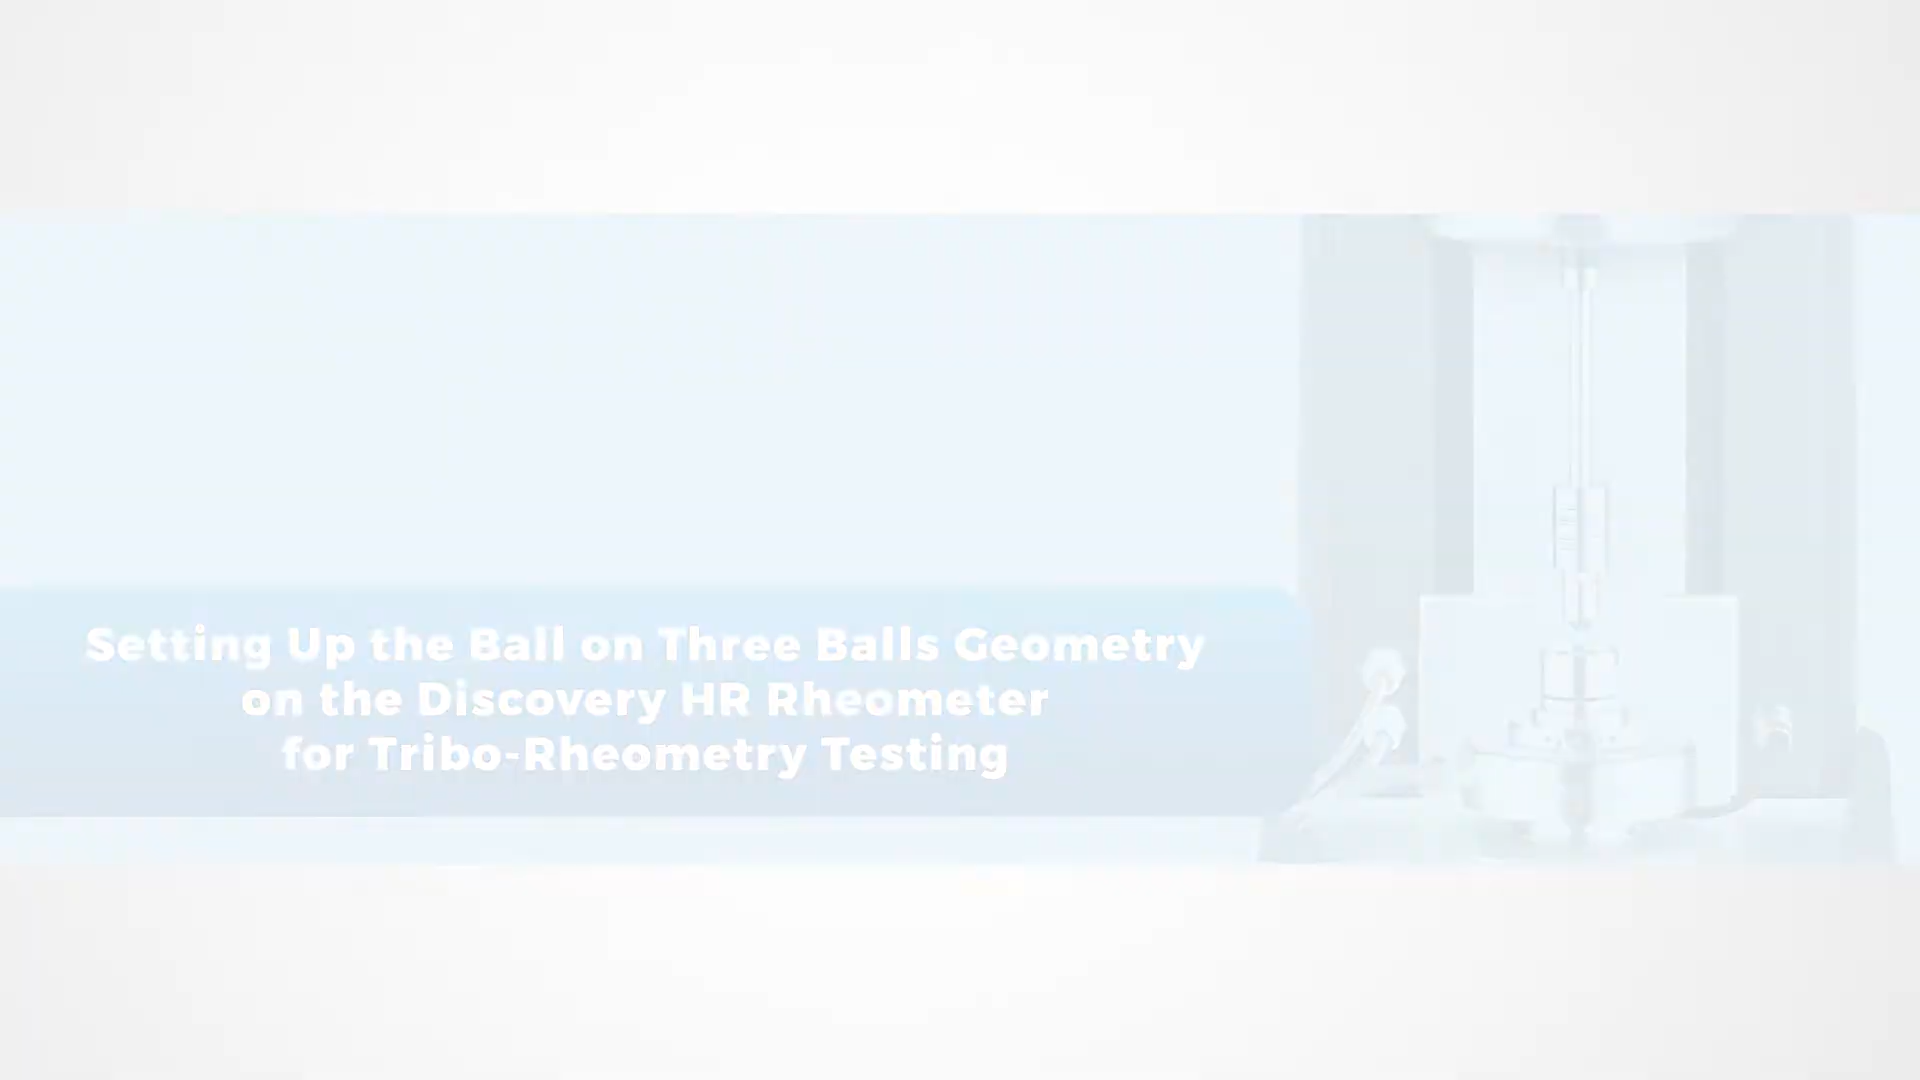 Setting Up the Ball on Three Balls Geometry
on the Discovery HR Rheometer
for Tribo-Rheometry Testing